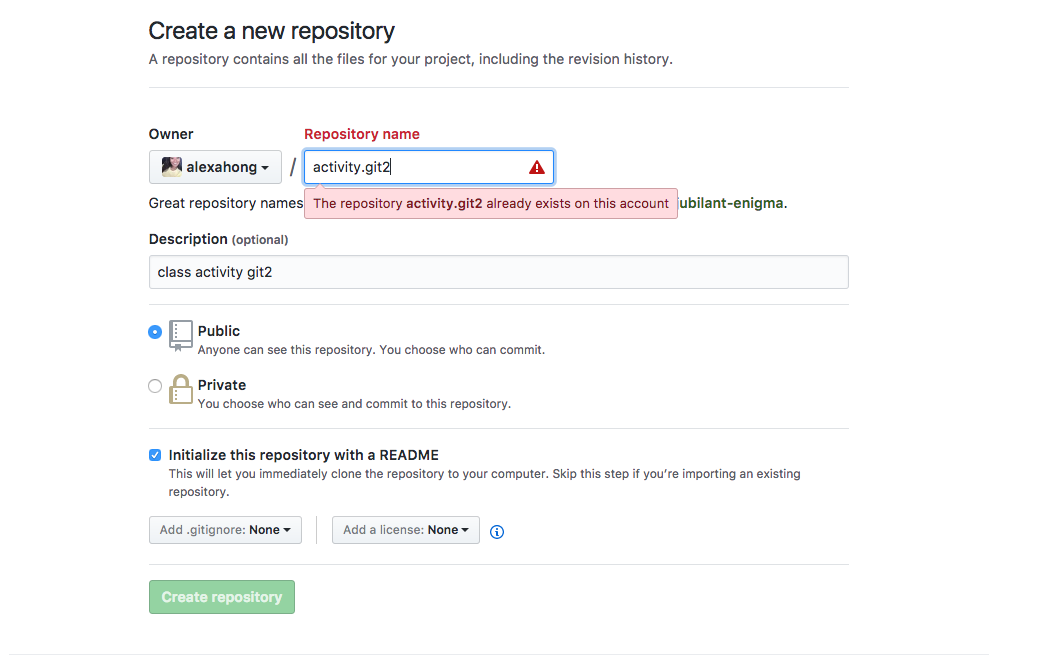 Create a new repository
A repository contains all the files for your project, including the revision history.
Owner
Repository name
alexahong
/
activity.git2
Great repository names
The repository activity.git2 already exists on this account
ubilant-enigma.
Description (optional)
class activity git2
Public
Anyone can see this repository. You choose who can commit.
Private
You choose who can see and commit to this repository.
Initialize this repository with a README
This will let you immediately clone the repository to your computer. Skip this step if you’re importing an existing
repository.
Add .gitignore: None
Add a license: None
Create repository